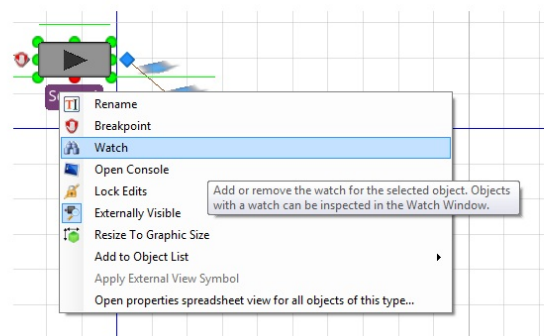 Rename
Breakpoint
Watch
Open Console
Lock Edits
Add or remove the watch for the selected object. Objects
with a watch can be inspected in the Watch Window.
Externally Visible
Resize To Graphic Size
Add to Object List
Apply External View Symbol
Open properties spreadsheet view for all objects of this type...